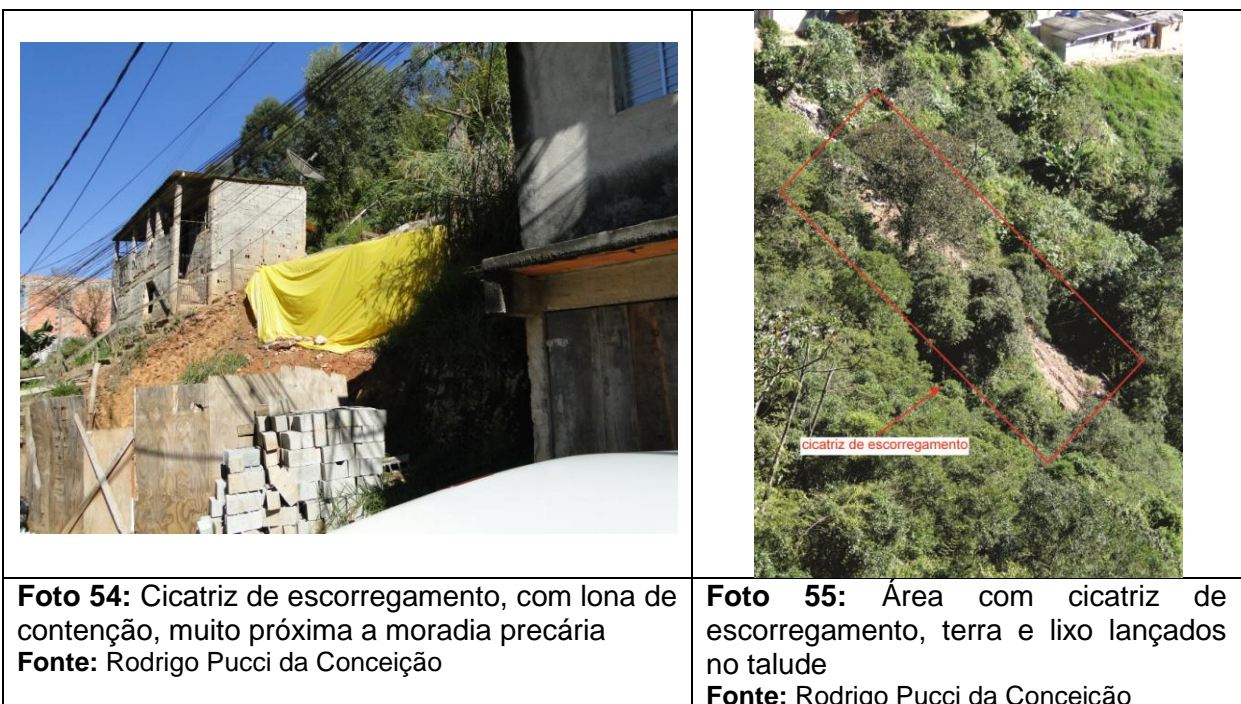 cicatriz de escorregamento
Foto 54: Cicatriz de escorregamento, com lona de
contenção, muito próxima a moradia precária
Fonte: Rodrigo Pucci da Conceição
Foto 55: Área com cicatriz de
escorregamento, terra e lixo lançados
no talude
Fonte: Rodrigo Pucci da Conceição